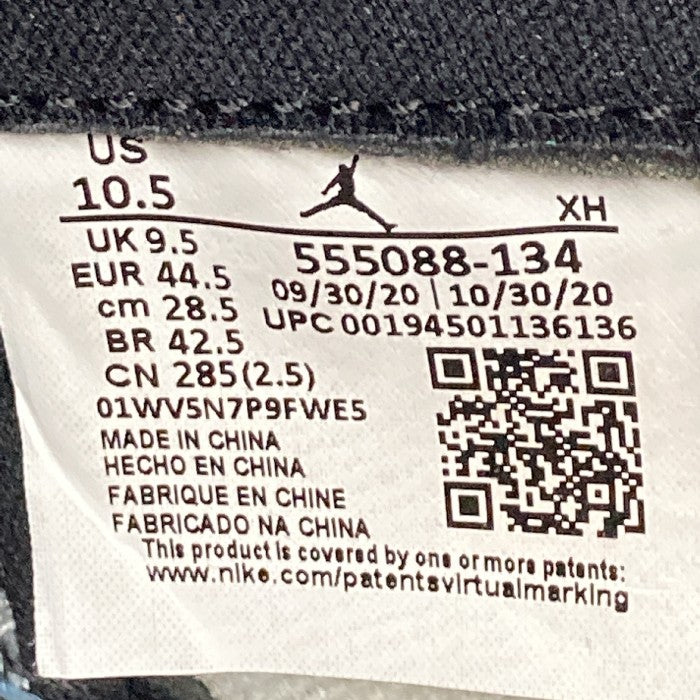 US
10.5
XH
UK 9.5
555088-134
EUR 44.5
09/30/20 | 10/30/20
cm 28.5
UPC 00194501136136
BR 42.5
CN 285(2.5)
01WV5N7P9FWE5
MADE IN CHINA
HECHO EN CHINA
FABRIQUE EN CHINE
FABRICADO NA CHINA
This product is covered by one or more patents:
www.nike.com/patentsvirtualmarking